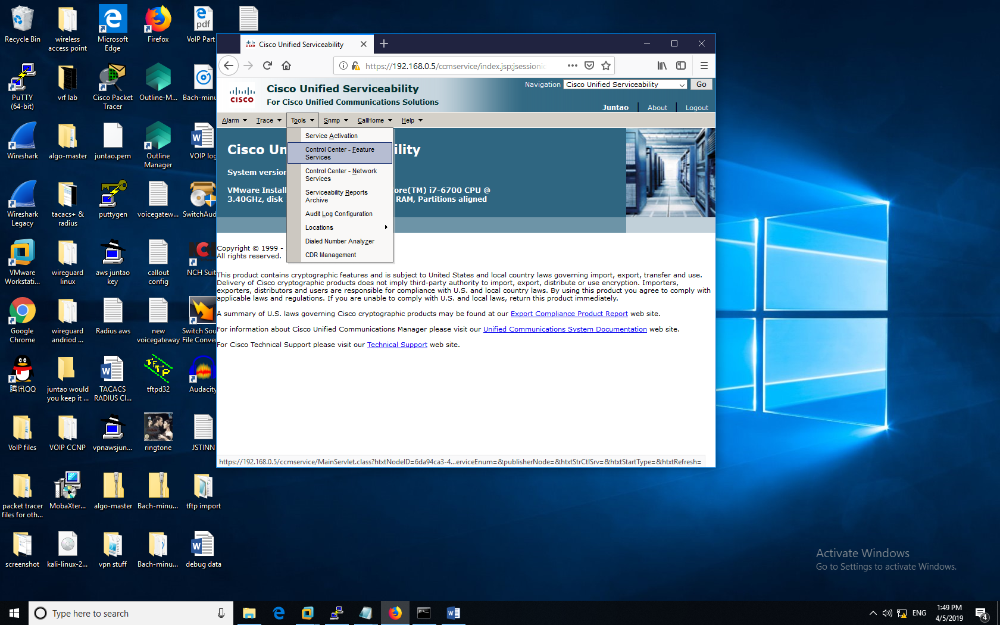 Recycle Bin
wireless
access point
Microsoft
Edge
Firefox
pdf
VoIP Part
PuTTY
(64-bit)
vrf lab
Cisco Packet
Tracer
Outline-M...
Bach-minu
Wireshark
algo-master
juntao.pem
Outline
Manager
VOIP log
Wireshark
Legacy
tacacs+ &
radius
puttygen
voicegatew...
SwitchAud
VMware
Workstati...
wireguard
linux
aws juntao
key
callout
config
NCH Suit
Google
Chrome
wireguard
andriod ...
Radius aws
new
voicegateway
Switch Sou
File Conver
腾讯QQ
juntao would
you keep it ...
TACACS
RADIUS Cl...
TFTP
tftpd32
Audacity
VoIP files
VOIP CCNP
vpnawsjun...
ringtone
JSTINN
packet tracer
files for oth...
MobaXter...
algo-master
Bach-minu...
tftp import
screenshot
kali-linux-2...
vpn stuff
Bach-minu...
debug data
Cisco Unified Serviceability
https://192.168.0.5/ccmservice/index.jsp;jsessionid
CISCO
Cisco Unified Serviceability
For Cisco Unified Communications Solutions
Navigation
Cisco Unified Serviceability
Go
Juntao
About
Logout
Alarm
Trace
Tools
Snmp
CallHome
Help
Service Activation
Control Center - Feature
Services
Control Center - Network
Services
Serviceability Reports
Archive
Audit Log Configuration
Locations
Dialed Number Analyzer
CDR Management
Cisco Un
ility
System version
VMware Install
ore(TM) i7-6700 CPU @
3.40GHz, disk
RAM, Partitions aligned
Copyright © 1999 -
All rights reserved.
This product contains cryptographic features and is subject to United States and local country laws governing import, export, transfer and use.
Delivery of Cisco cryptographic products does not imply third-party authority to import, export, distribute or use encryption. Importers,
exporters, distributors and users are responsible for compliance with U.S. and local country laws. By using this product you agree to comply with
applicable laws and regulations. If you are unable to comply with U.S. and local laws, return this product immediately.
A summary of U.S. laws governing Cisco cryptographic products may be found at our Export Compliance Product Report web site.
For information about Cisco Unified Communications Manager please visit our Unified Communications System Documentation web site.
For Cisco Technical Support please visit our Technical Support web site.
https://192.168.0.5/ccmservice/MainServlet.class?htxtNodeID=6da94ca3-4...erviceEnum=&publisherNode=&htxtStrCtlSrv=&htxtStartType=&htxtRefresh=
Activate Windows
Go to Settings to activate Windows.
Type here to search
ENG
1:49 PM
4/5/2019
4